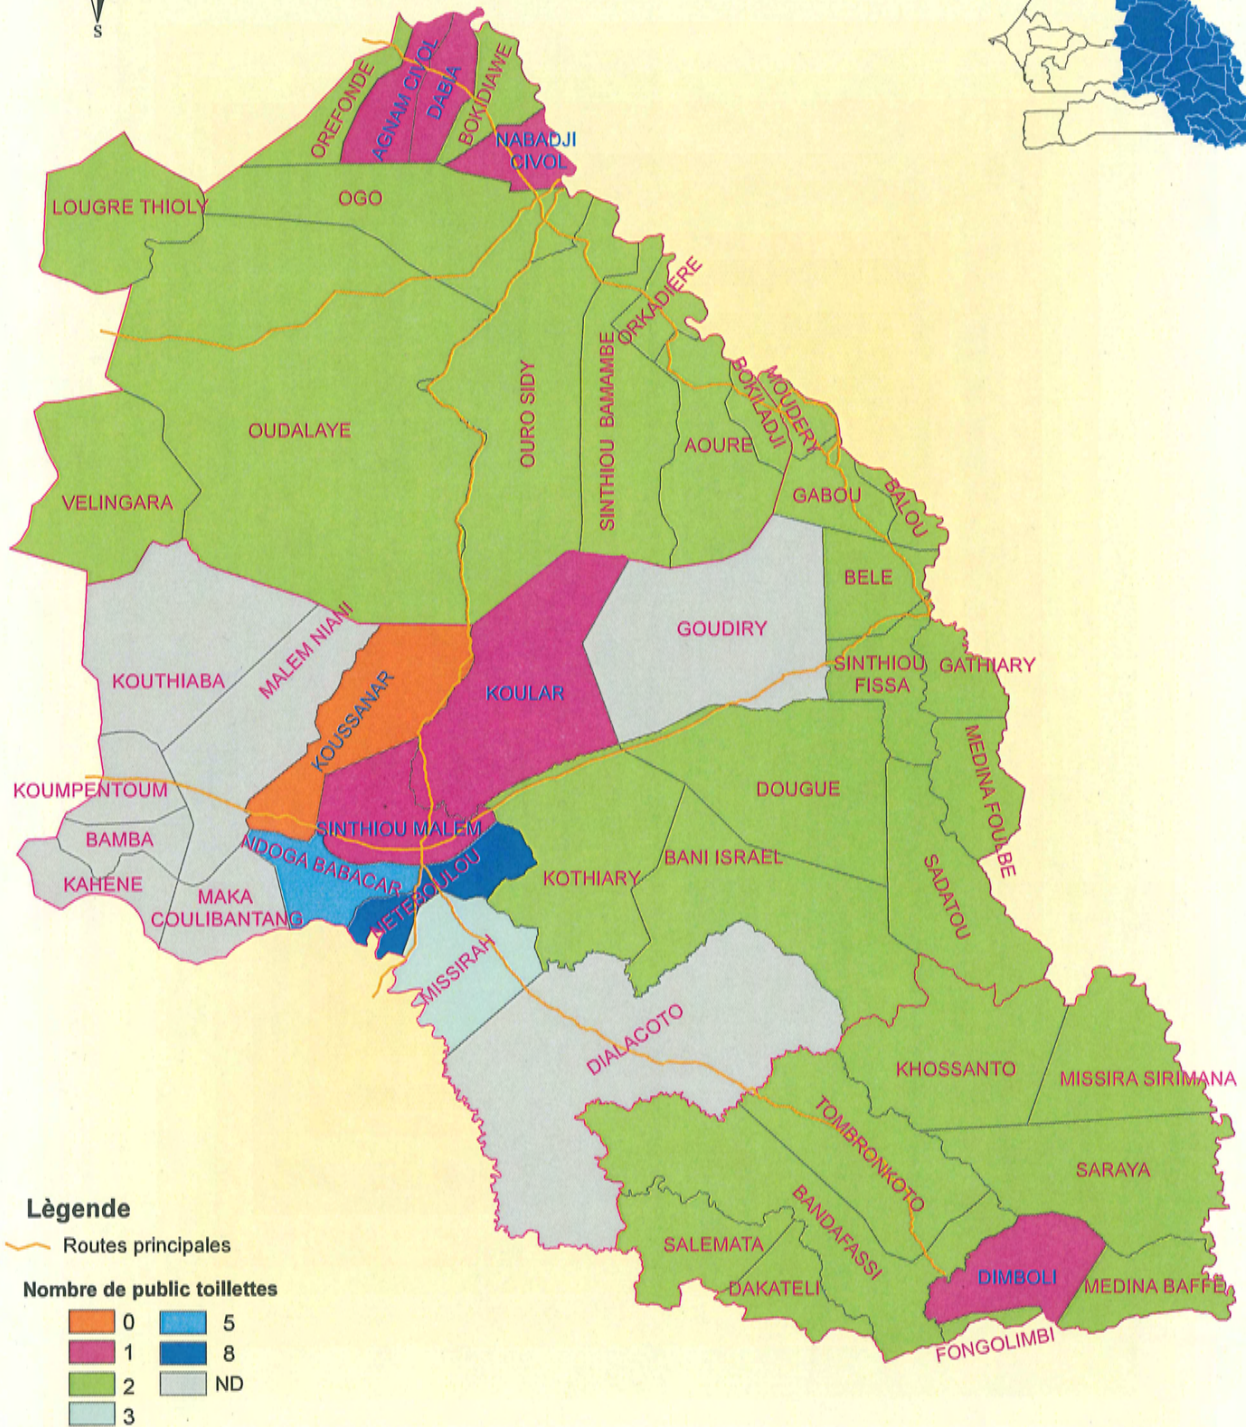 S
OREFONDE
AGNAM CIVOL
DABIA
BOKIDIAWE
NABADJI
CIVOL
LOUGRE THIOLY
OGO
ORKADIERE
OUDALAYE
OURO SIDY
SINTHIOU BAMAMBE
AOURE
BOKILADJI
MOUDERY
VELINGARA
GABOU
BALOU
BELE
GOUDIRY
KOUTHIABA
MALEM NIANI
KOUSSANAR
KOULAR
SINTHIOU
FISSA
GATHIARY
MEDINA FOULBE
KOUMPENTOUM
DOUGUE
BAMBA
SINTHIOU MALEM
NDOGA BABACAR
KAHENE
MAKA
COULIBANTANG
NETEBOULOU
KOTHIARY
BANI ISRAEL
SADATOU
MISSIRAH
DIALACOTO
KHOSSANTO
MISSIRA SIRIMANA
TOMBRONKOTO
SARAYA
BANDAFASSI
SALEMATA
DAKATELI
DIMBOLI
MEDINA BAFFE
FONGOLIMBI
Lègende
Routes principales
Nombre de public toillettes
0 5
1 8
2 ND
3